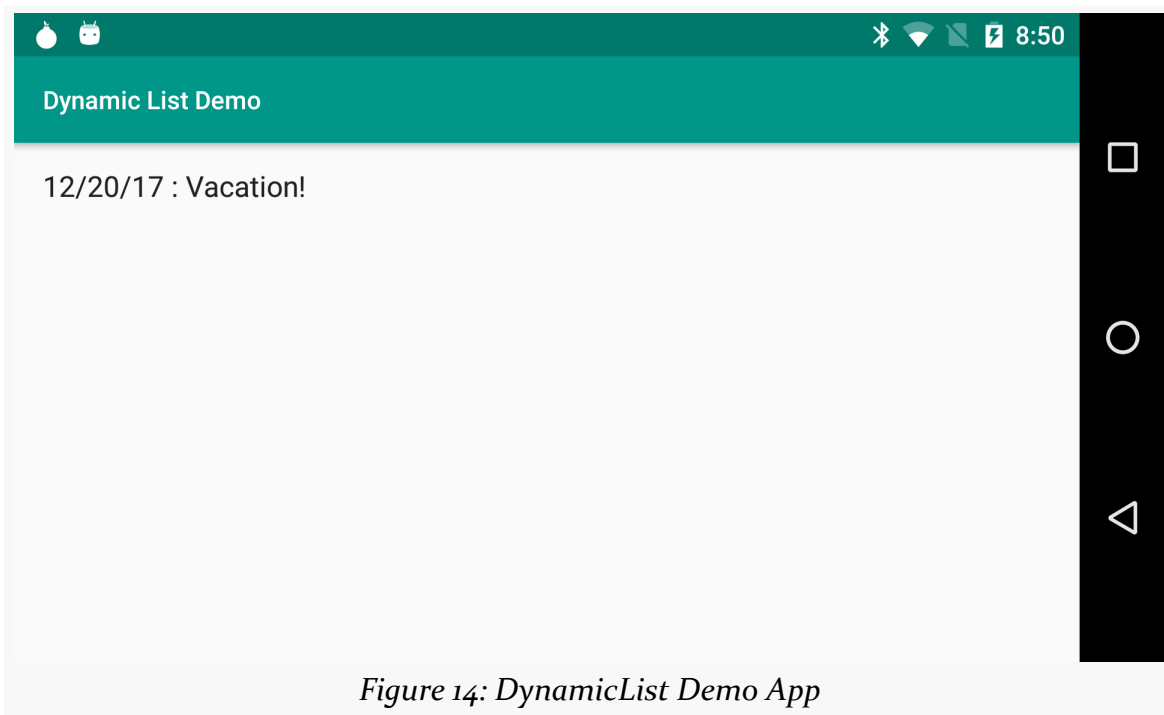 8:50
Dynamic List Demo
12/20/17 : Vacation!
Figure 14: DynamicList Demo App